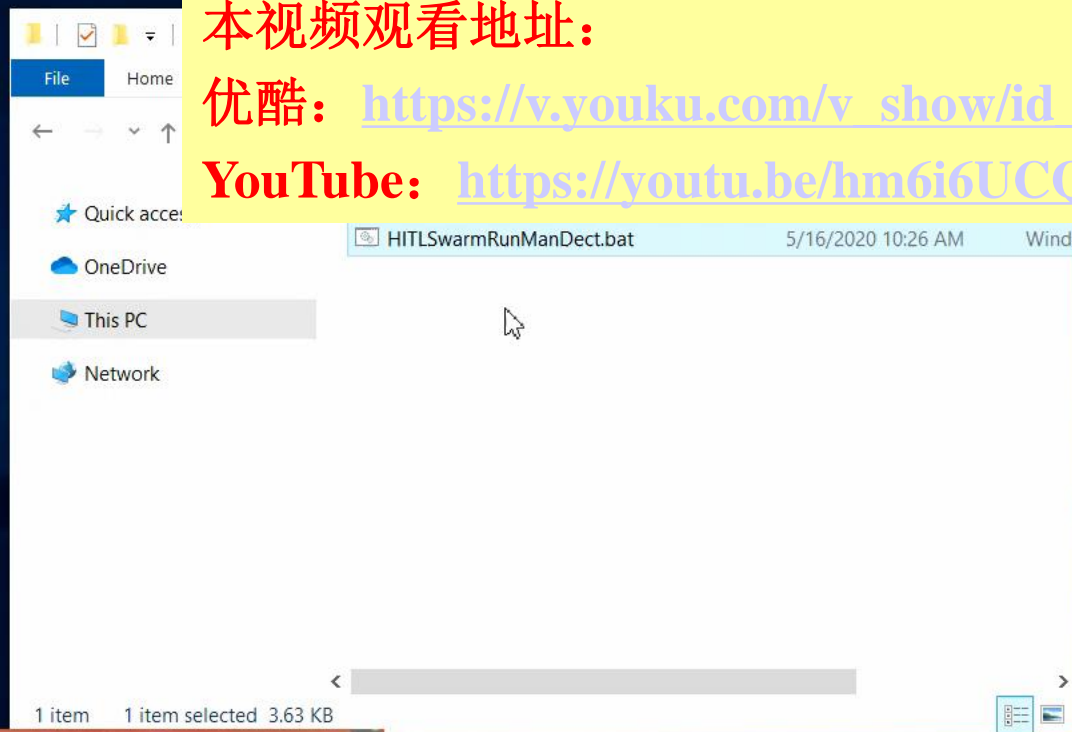 本视频观看地址：
File
Home
优酷：https://v.youku.com/v_show/id_
YouTube：https://youtu.be/hm6i6UC
Quick acce
HITLSwarmRunManDect.bat 5/16/2020 10:26 AM Wind
OneDrive
This PC
Network
1 item 1 item selected 3.63 KB